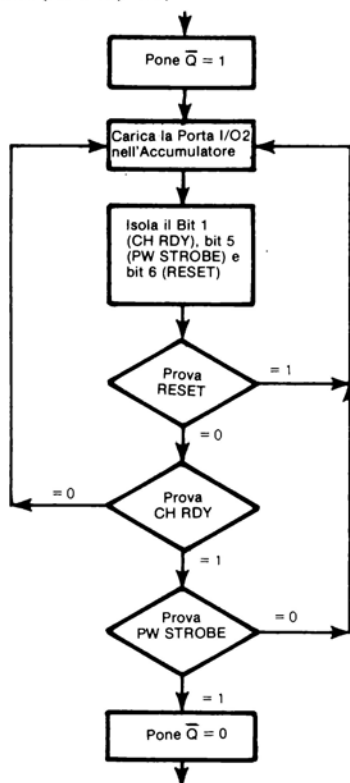 Pone Q̅ = 1
Carica la Porta I/O2
nell'Accumulatore
Isola il Bit 1
(CH RDY), bit 5
(PW STROBE) e
bit 6 (RESET)
Prova
RESET
= 1
= 0
Prova
CH RDY
= 0
= 1
Prova
PW STROBE
= 0
= 1
Pone Q̅ = 0